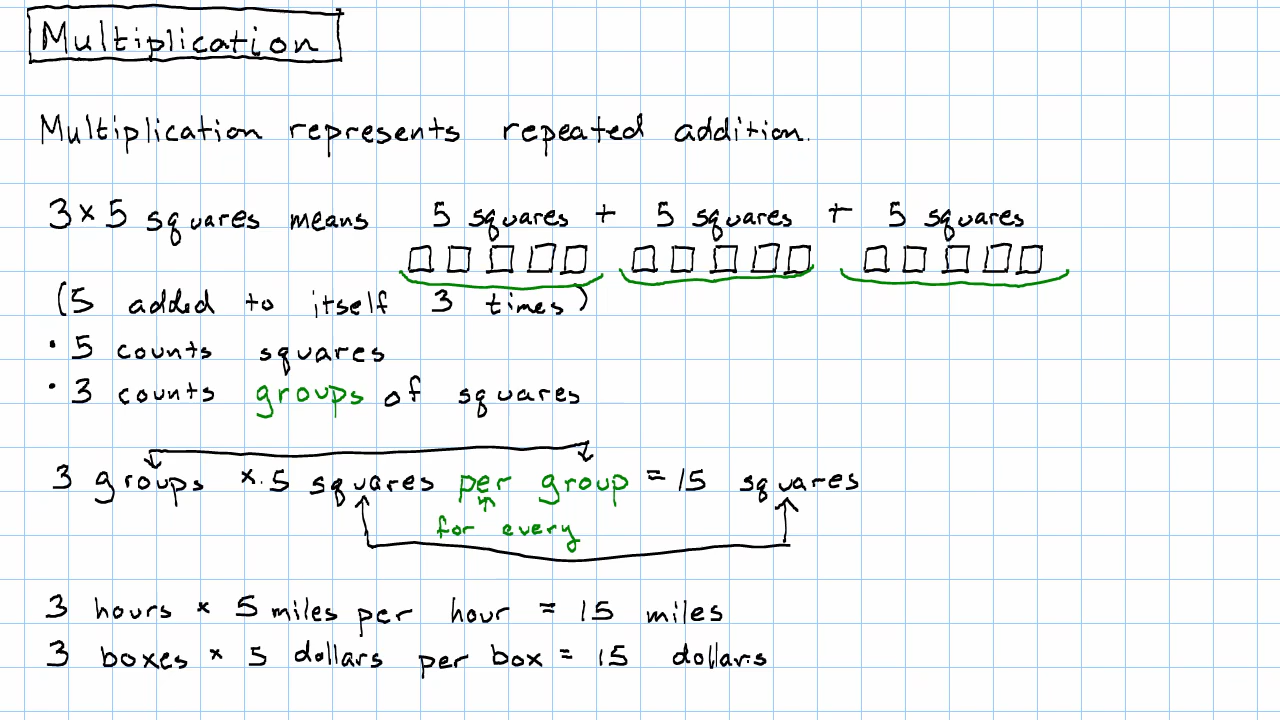 Multiplication
Multiplication represents repeated addition.
3 × 5 squares means 5 squares + 5 squares + 5 squares
(5 added to itself 3 times)
• 5 counts squares
• 3 counts groups of squares
3 groups × 5 squares per group = 15 squares
for every
3 hours × 5 miles per hour = 15 miles
3 boxes × 5 dollars per box = 15 dollars